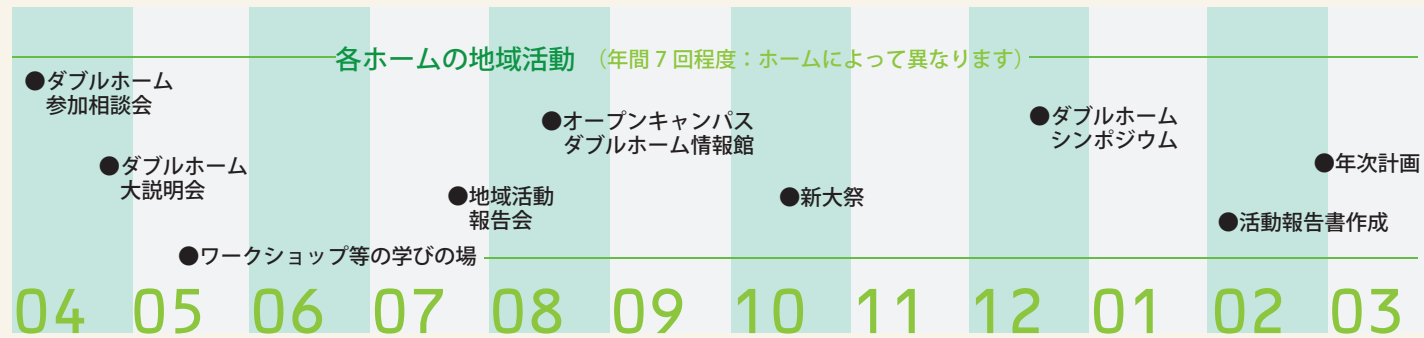 各ホームの地域活動 (年間7回程度:ホームによって異なります)
●ダブルホーム
参加相談会
●ダブルホーム
大説明会
●ワークショップ等の学びの場
●地域活動
報告会
●オープンキャンパス
ダブルホーム情報館
●新大祭
●ダブルホーム
シンポジウム
●年次計画
●活動報告書作成
04 05 06 07 08 09 10 11 12 01 02 03